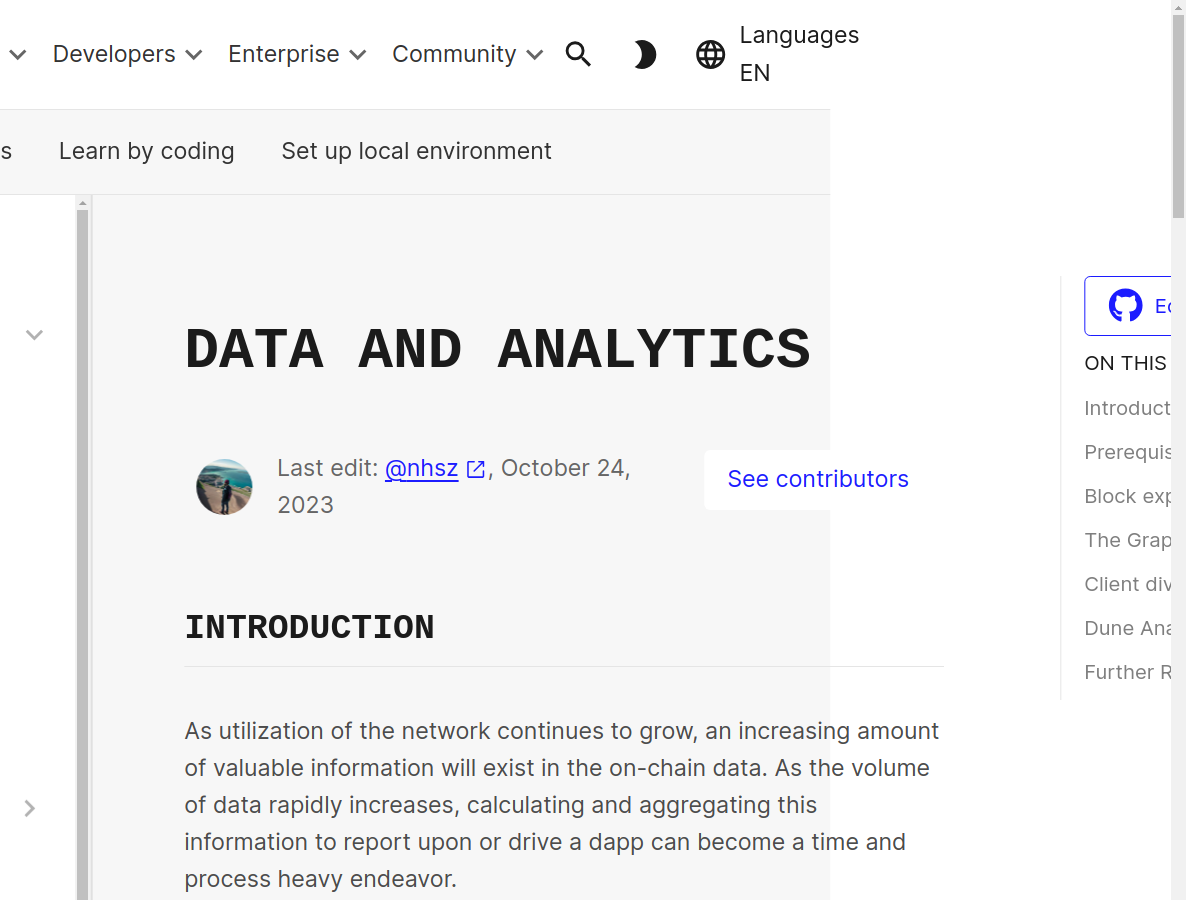 Developers Enterprise Community Languages
EN
Learn by coding Set up local environment
DATA AND ANALYTICS
Last edit: @nhsz, October 24,
2023
See contributors
INTRODUCTION
As utilization of the network continues to grow, an increasing amount
of valuable information will exist in the on-chain data. As the volume
of data rapidly increases, calculating and aggregating this
information to report upon or drive a dapp can become a time and
process heavy endeavor.
ON THIS
Introduct
Prerequis
Block exp
The Grap
Client div
Dune Ana
Further R